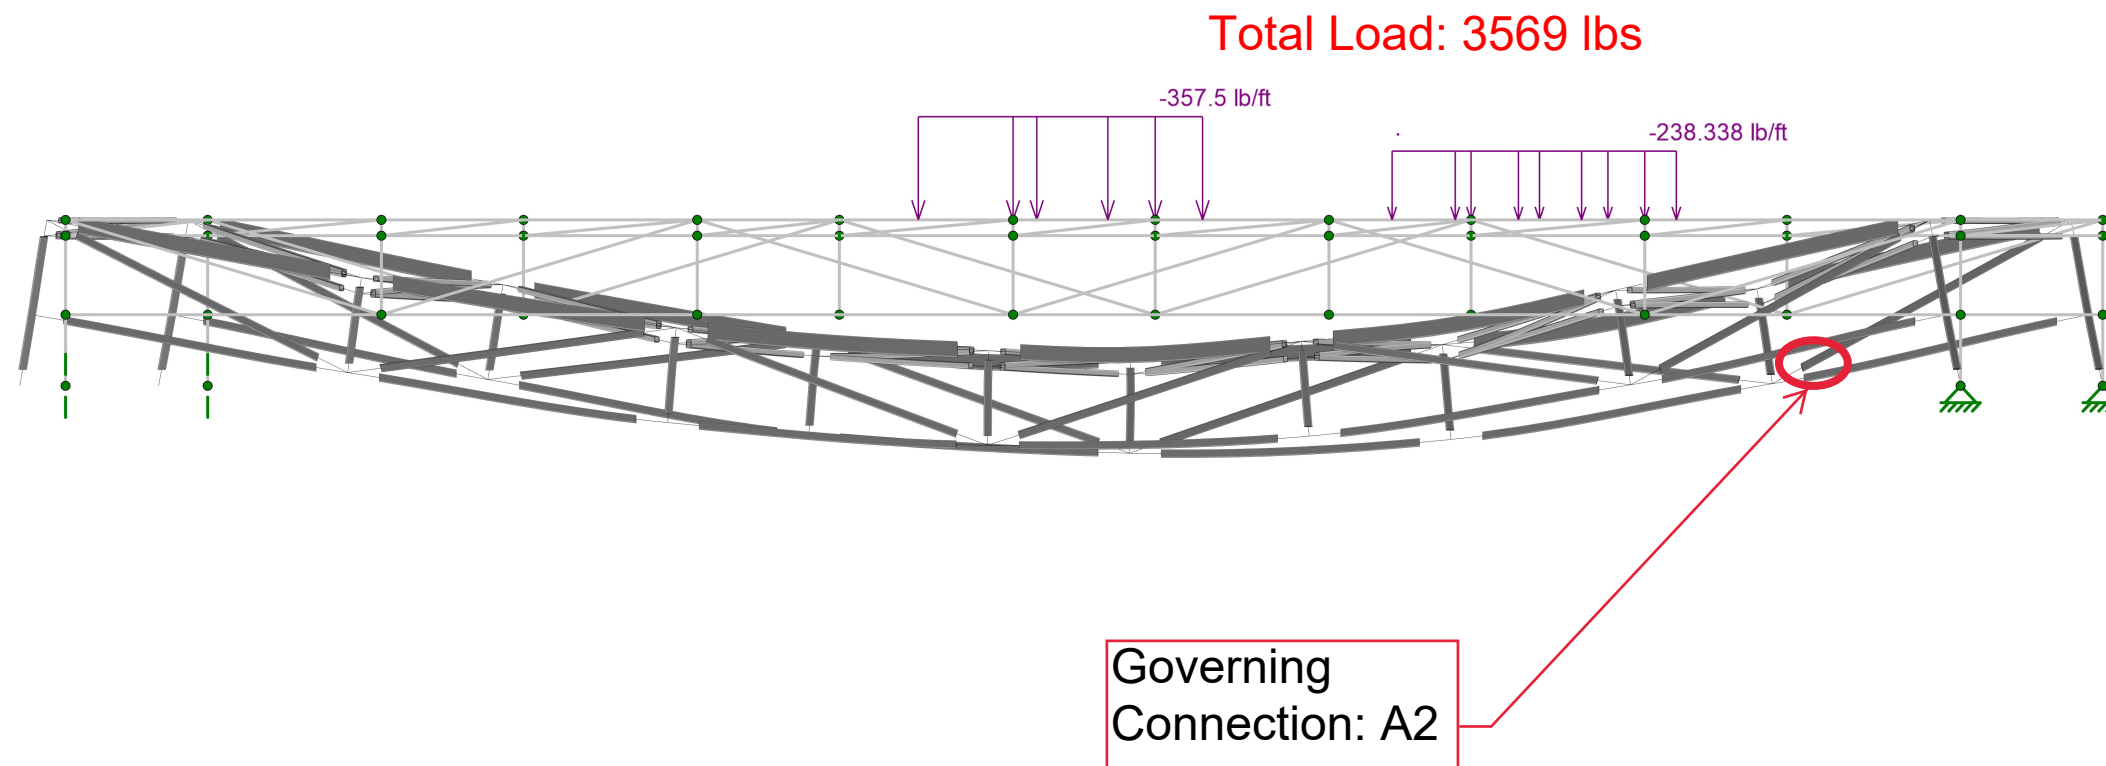 Total Load: 3569 lbs
-357.5 lb/ft
-238.338 lb/ft
Governing
Connection: A2